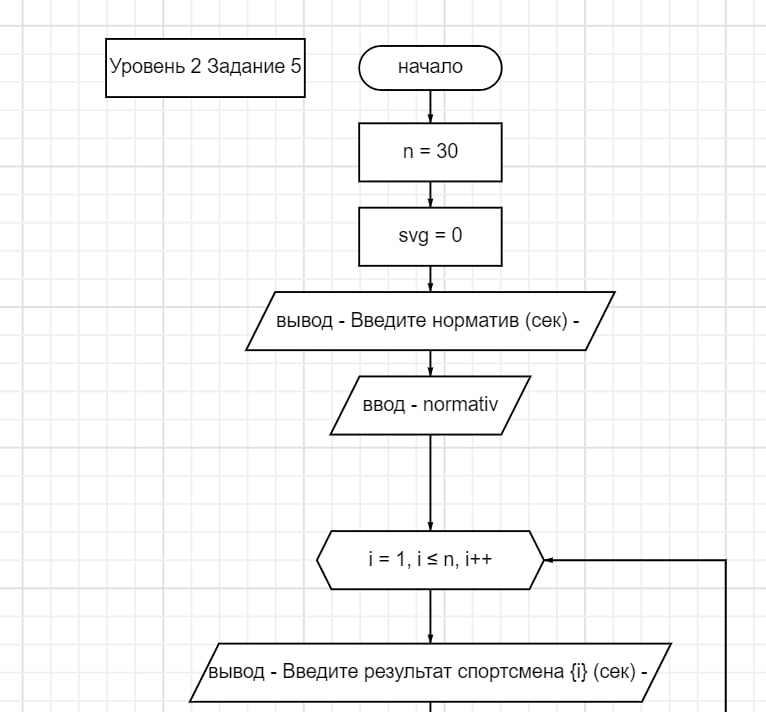 Уровень 2 Задание 5
начало
n = 30
svg = 0
вывод - Введите норматив (сек) -
ввод - normativ
i = 1, i ≤ n, i++
вывод - Введите результат спортсмена {i} (сек) -